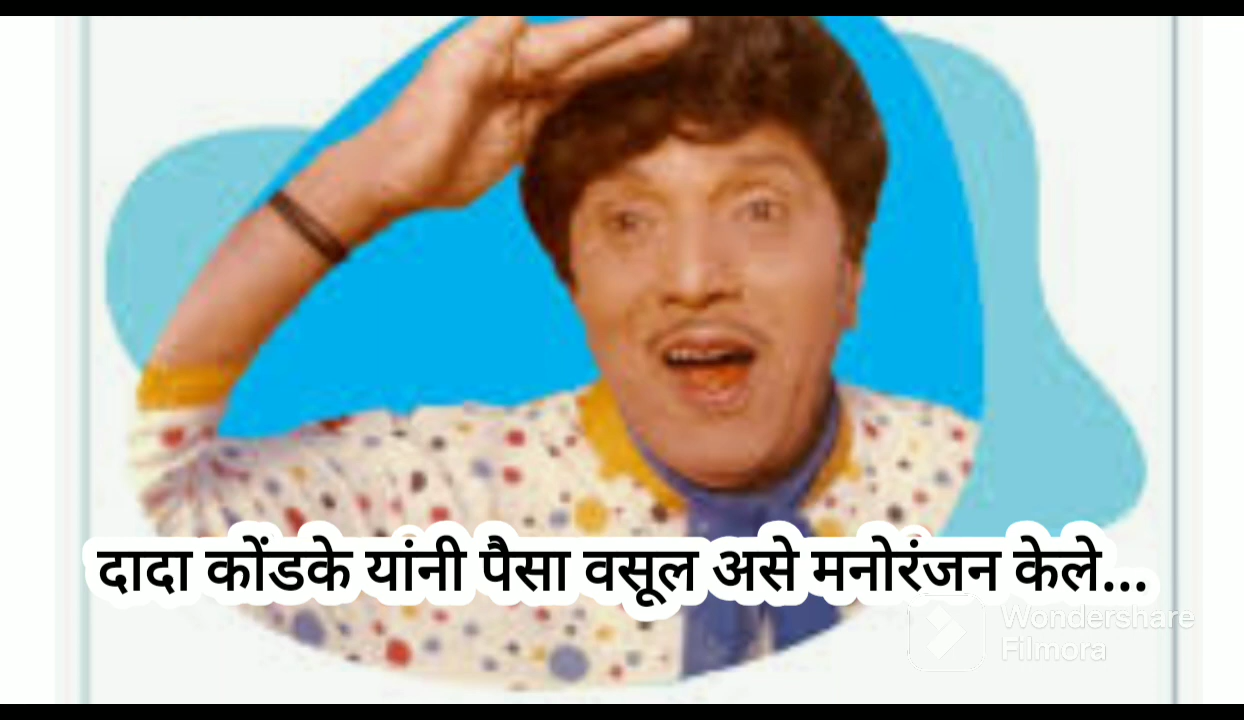 दादा कोंडके यांनी पैसा वसूल असे मनोरंजन केले...
Wondershare
Filmora